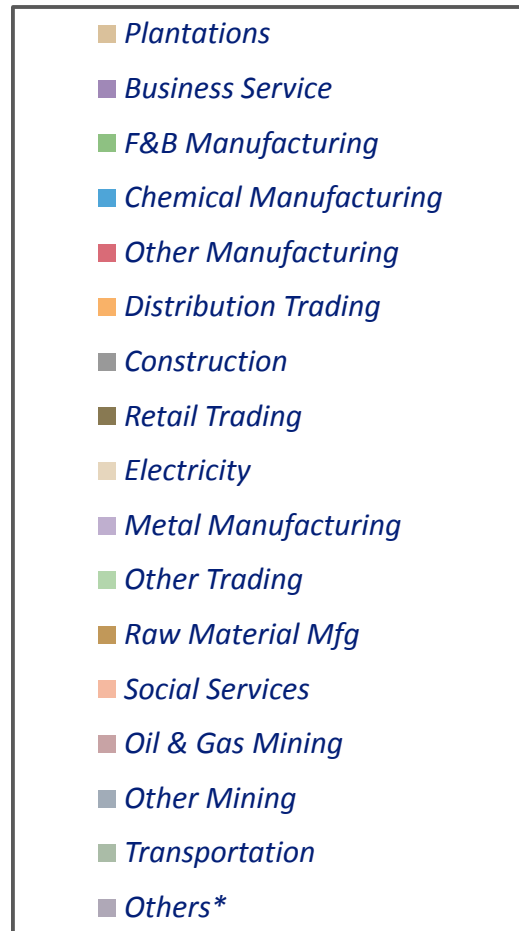 Plantations
Business Service
F&B Manufacturing
Chemical Manufacturing
Other Manufacturing
Distribution Trading
Construction
Retail Trading
Electricity
Metal Manufacturing
Other Trading
Raw Material Mfg
Social Services
Oil & Gas Mining
Other Mining
Transportation
Others*